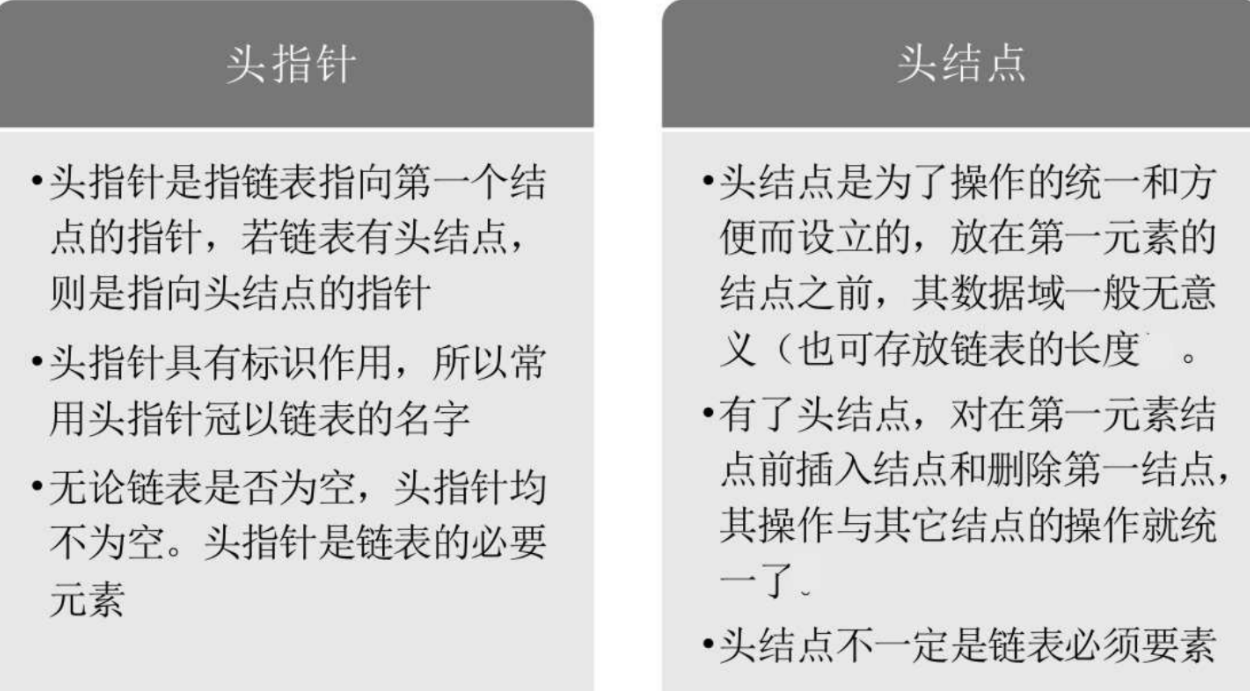 头指针
•头指针是指链表指向第一个结
点的指针，若链表有头结点，
则是指向头结点的指针
•头指针具有标识作用，所以常
用头指针冠以链表的名字
•无论链表是否为空，头指针均
不为空。头指针是链表的必要
元素
头结点
•头结点是为了操作的统一和方
便而设立的，放在第一元素的
结点之前，其数据域一般无意
义（也可存放链表的长度 。
•有了头结点，对在第一元素结
点前插入结点和删除第一结点，
其操作与其它结点的操作就统
一了。
•头结点不一定是链表必须要素